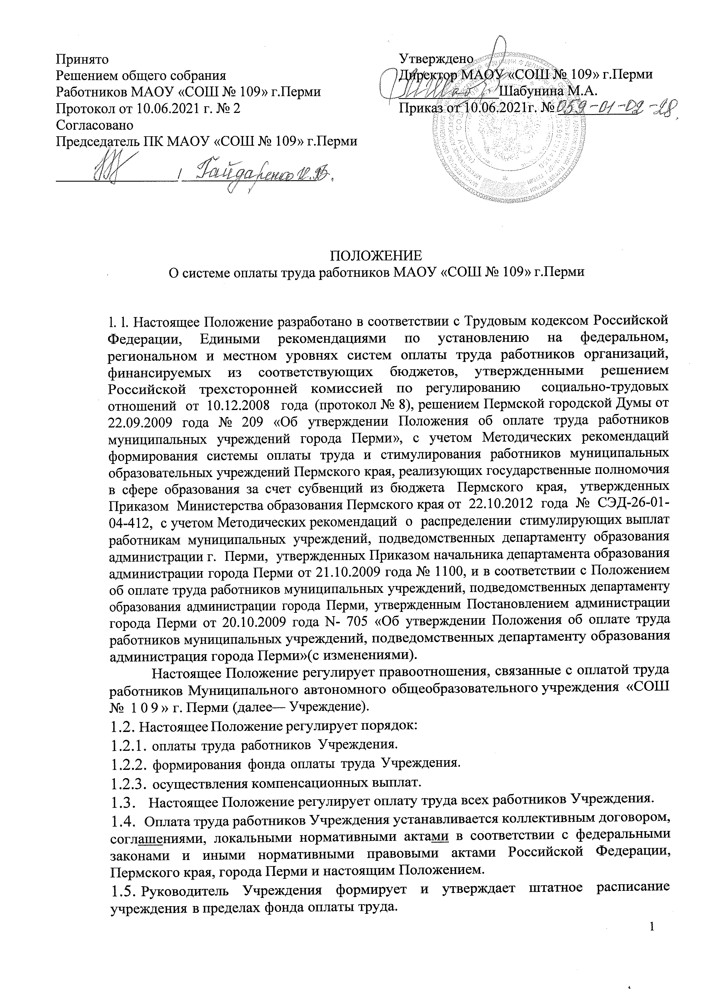 Принято
Решением общего собрания
Работников МАОУ «СОШ № 109» г.Перми
Протокол от 10.06.2021 г. № 2
Согласовано
Председатель ПК МАОУ «СОШ № 109» г.Перми
/ Гайдаренко И.В.
Утверждено
Директор МАОУ «СОШ № 109» г.Перми
Шабунина М.А.
Приказ от 10.06.2021г. № 059-01-02-28
ПОЛОЖЕНИЕ
О системе оплаты труда работников МАОУ «СОШ № 109» г.Перми
1. 1. Настоящее Положение разработано в соответствии с Трудовым кодексом Российской
Федерации, Едиными рекомендациями по установлению на федеральном,
региональном и местном уровнях систем оплаты труда работников организаций,
финансируемых из соответствующих бюджетов, утвержденными решением
Российской трехсторонней комиссией по регулированию социально-трудовых
отношений от 10.12.2008 года (протокол № 8), решением Пермской городской Думы от
22.09.2009 года № 209 «Об утверждении Положения об оплате труда работников
муниципальных учреждений города Перми», с учетом Методических рекомендаций
формирования системы оплаты труда и стимулирования работников муниципальных
образовательных учреждений Пермского края, реализующих государственные полномочия
в сфере образования за счет субвенций из бюджета Пермского края, утвержденных
Приказом Министерства образования Пермского края от 22.10.2012 года № СЭД-26-01-
04-412, с учетом Методических рекомендаций о распределении стимулирующих выплат
работникам муниципальных учреждений, подведомственных департаменту образования
администрации г. Перми, утвержденных Приказом начальника департамента образования
администрации города Перми от 21.10.2009 года № 1100, и в соответствии с Положением
об оплате труда работников муниципальных учреждений, подведомственных департаменту
образования администрации города Перми, утвержденным Постановлением администрации
города Перми от 20.10.2009 года N- 705 «Об утверждении Положения об оплате труда
работников муниципальных учреждений, подведомственных департаменту образования
администрация города Перми»(с изменениями).
Настоящее Положение регулирует правоотношения, связанные с оплатой труда
работников Муниципального автономного общеобразовательного учреждения «СОШ
№ 1 0 9 » г. Перми (далее— Учреждение).
1.2. Настоящее Положение регулирует порядок:
1.2.1. оплаты труда работников Учреждения.
1.2.2. формирования фонда оплаты труда Учреждения.
1.2.3. осуществления компенсационных выплат.
1.3. Настоящее Положение регулирует оплату труда всех работников Учреждения.
1.4. Оплата труда работников Учреждения устанавливается коллективным договором,
соглашениями, локальными нормативными актами в соответствии с федеральными
законами и иными нормативными правовыми актами Российской Федерации,
Пермского края, города Перми и настоящим Положением.
1.5. Руководитель Учреждения формирует и утверждает штатное расписание
учреждения в пределах фонда оплаты труда.
1